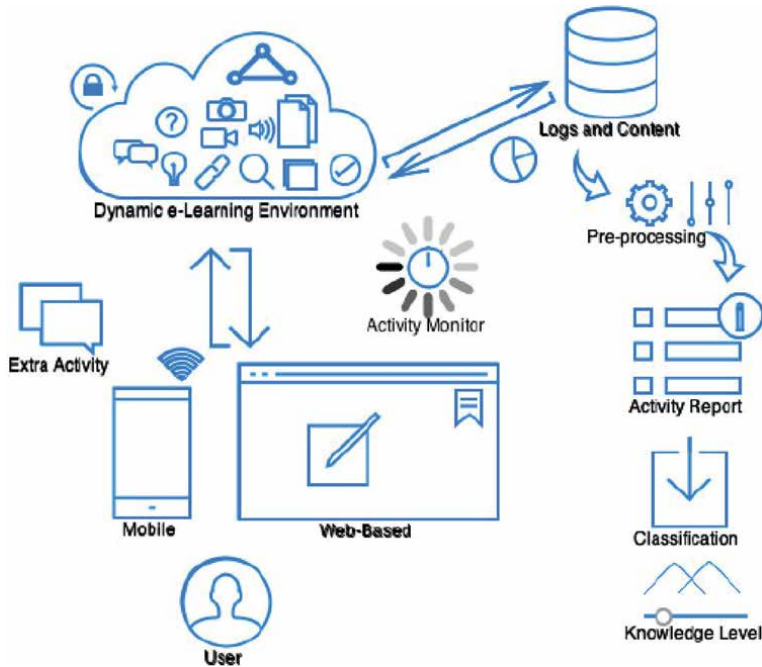 Logs and Content
Dynamic e-Learning Environment
Pre-processing
Activity Monitor
Extra Activity
Activity Report
Mobile
Web-Based
Classification
Knowledge Level
User